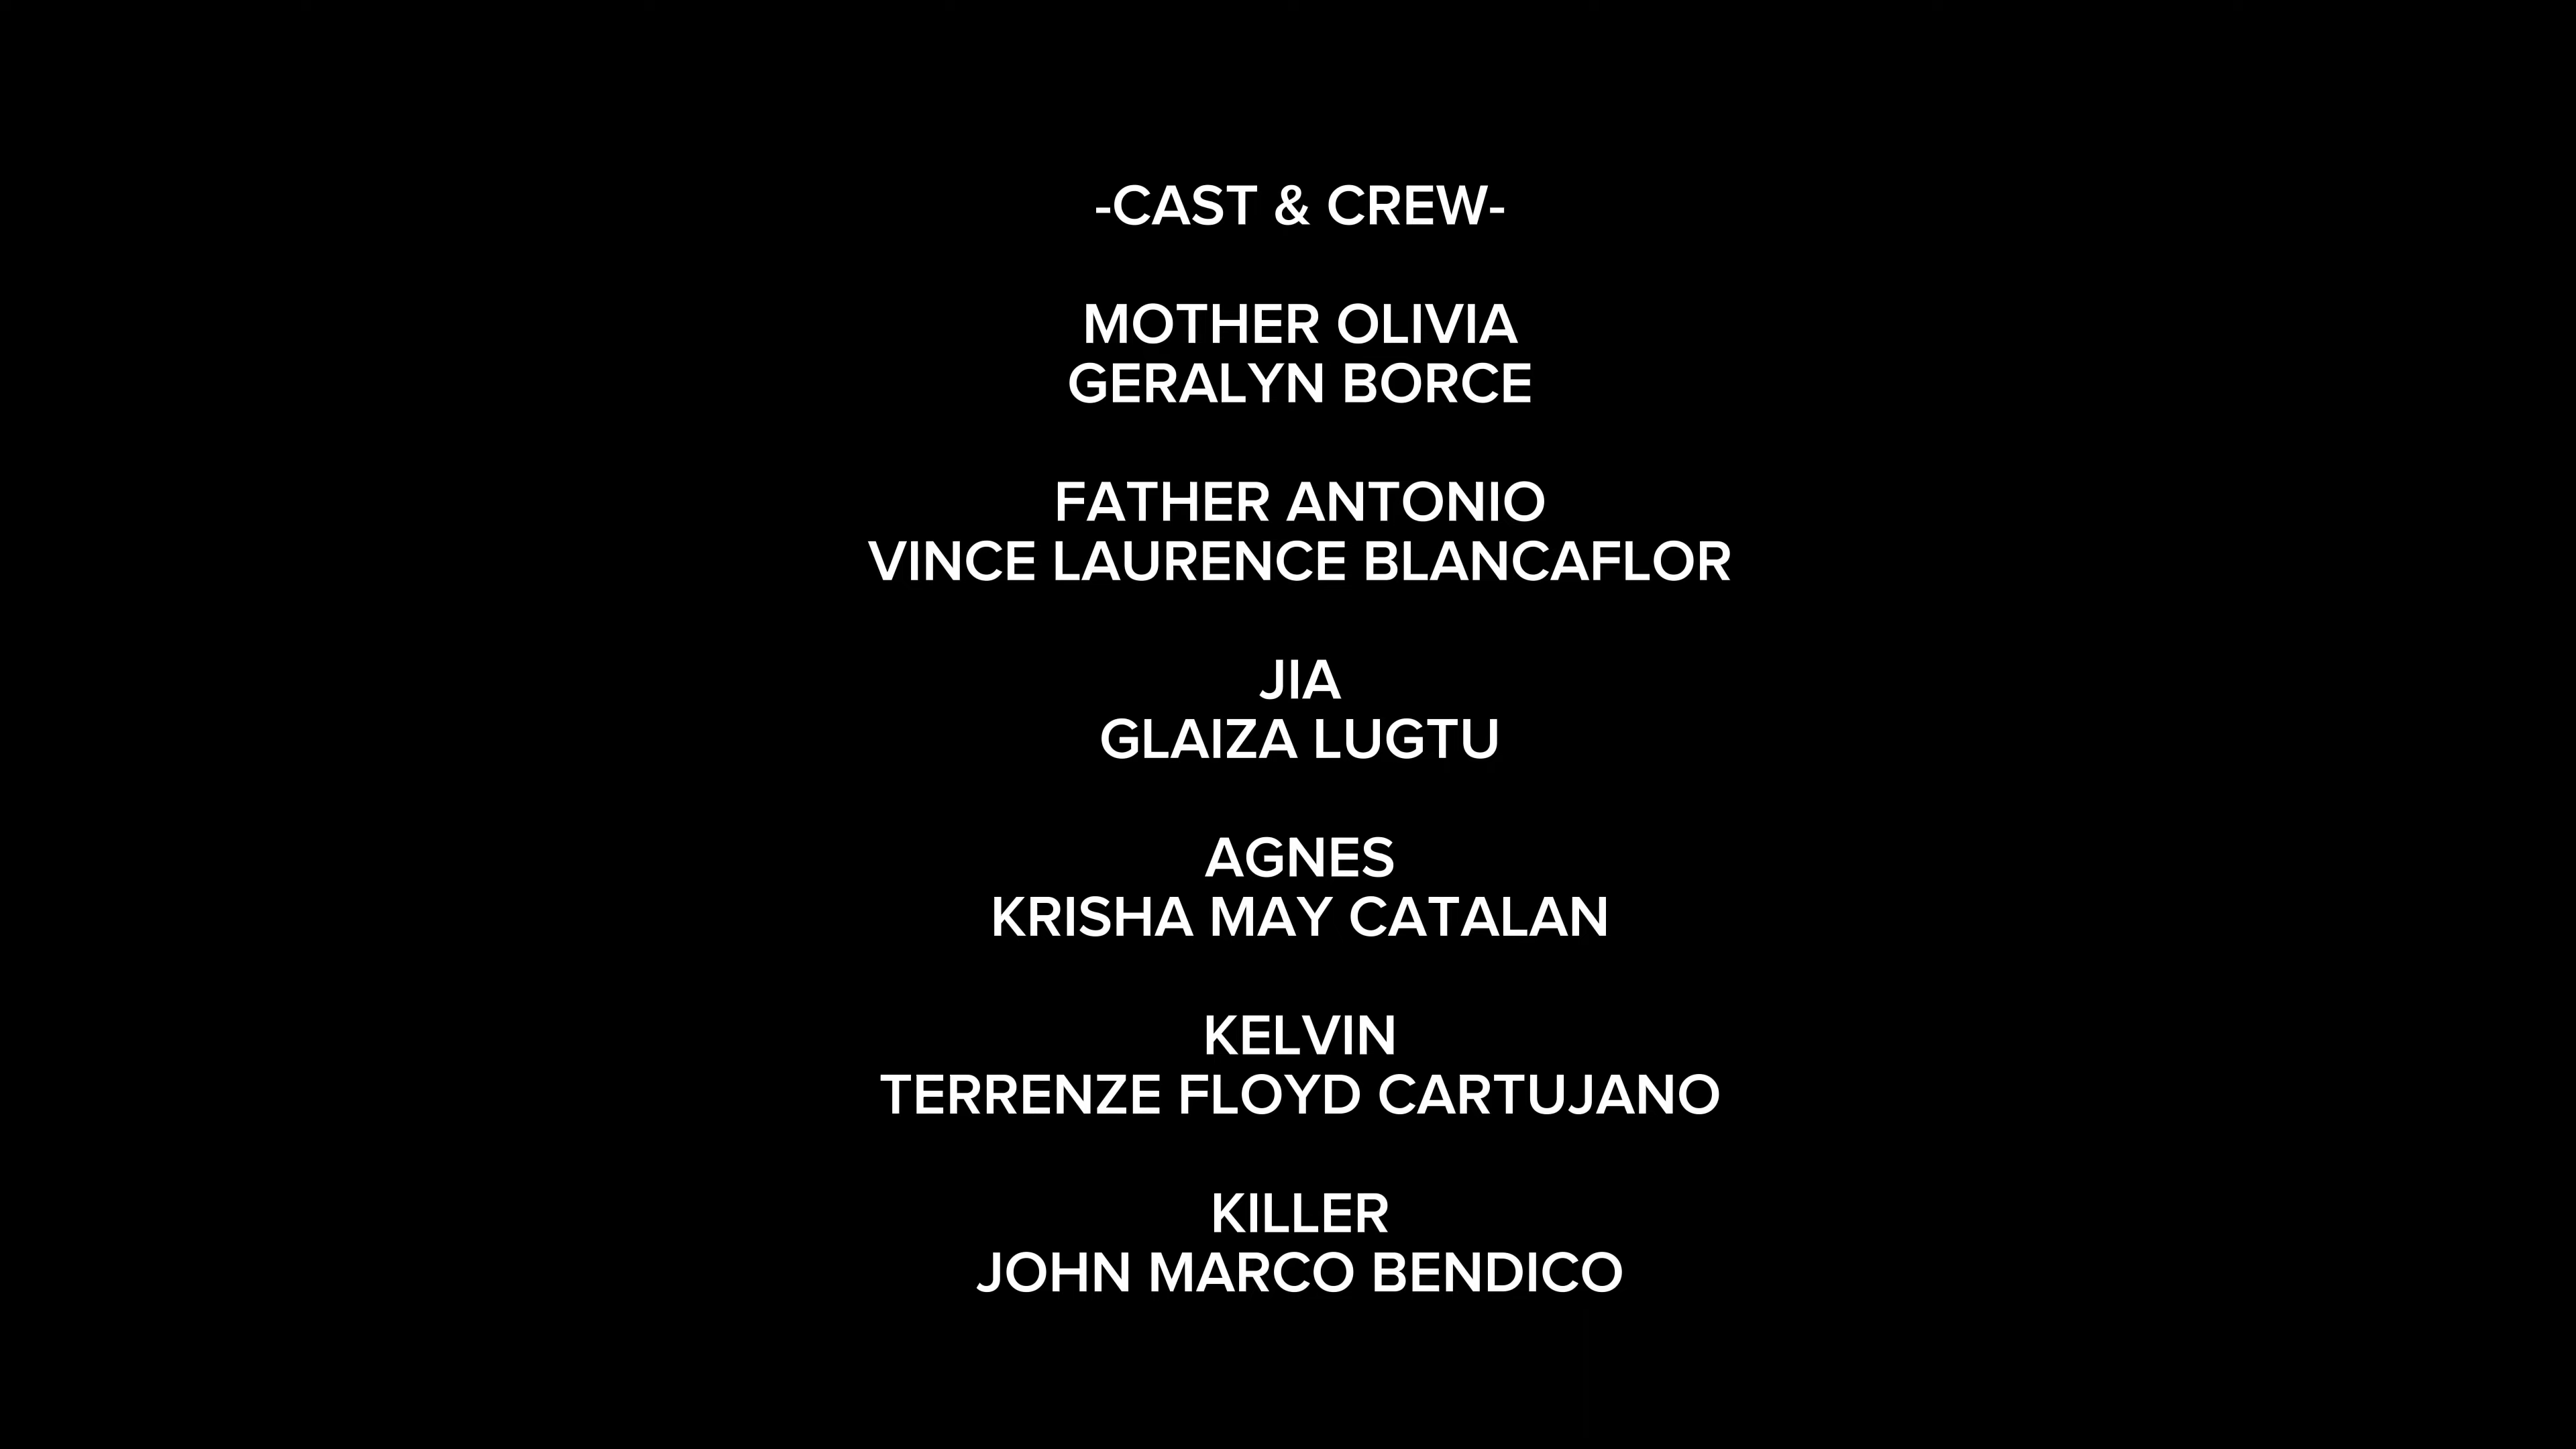 -CAST & CREW-
MOTHER OLIVIA
GERALYN BORCE
FATHER ANTONIO
VINCE LAURENCE BLANCAFLOR
JIA
GLAIZA LUGTU
AGNES
KRISHA MAY CATALAN
KELVIN
TERRENZE FLOYD CARTUJANO
KILLER
JOHN MARCO BENDICO